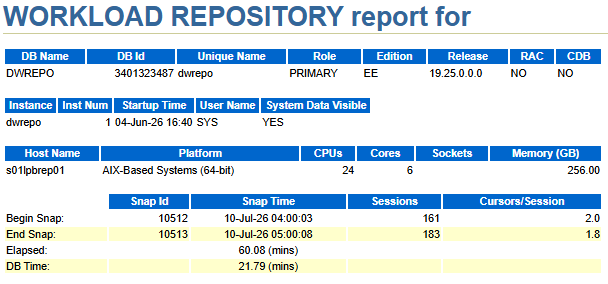 WORKLOAD REPOSITORY report for
DB Name DB Id Unique Name Role Edition Release RAC CDB
DWREPO 3401323487 dwrepo PRIMARY EE 19.25.0.0.0 NO NO
Instance Inst Num Startup Time User Name System Data Visible
dwrepo 1 04-Jun-26 16:40 SYS YES
Host Name Platform CPUs Cores Sockets Memory (GB)
s01lpbrep01 AIX-Based Systems (64-bit) 24 6 256.00
Snap Id Snap Time Sessions Cursors/Session
Begin Snap: 10512 10-Jul-26 04:00:03 161 2.0
End Snap: 10513 10-Jul-26 05:00:08 183 1.8
Elapsed: 60.08 (mins)
DB Time: 21.79 (mins)